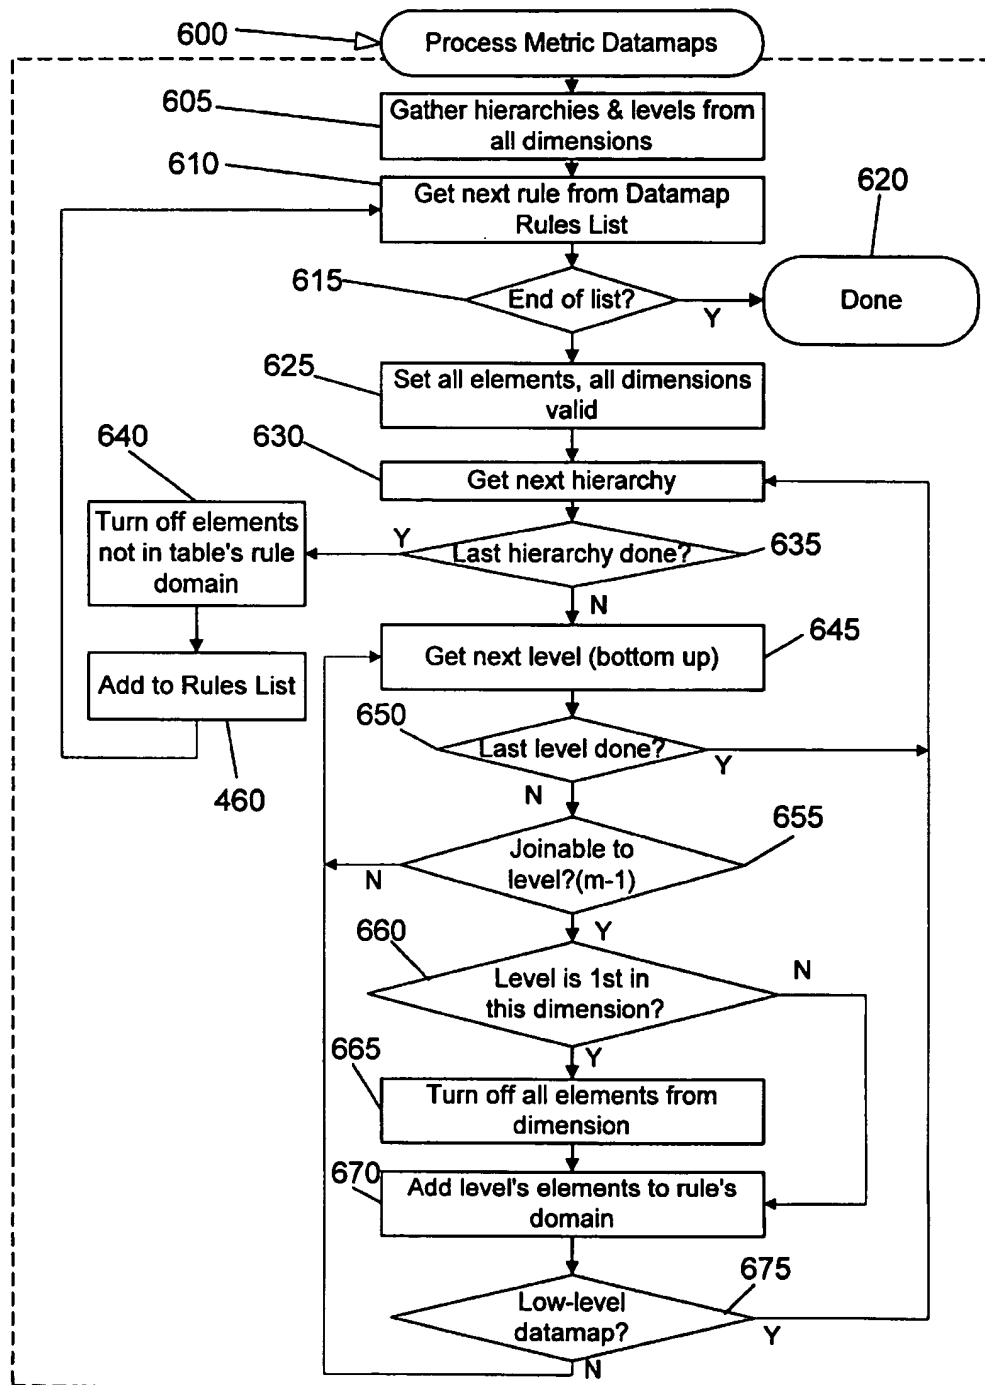 600
Process Metric Datamaps
605
Gather hierarchies & levels from
all dimensions
610
Get next rule from Datamap
Rules List
620
615
End of list?
Y
Done
625
Set all elements, all dimensions
valid
640
630
Get next hierarchy
Turn off elements
not in table's rule
domain
Y
Last hierarchy done?
635
N
645
Get next level (bottom up)
Add to Rules List
650
Last level done?
Y
460
N
655
Joinable to
level?(m-1)
N
Y
660
N
Level is 1st in
this dimension?
665
Y
Turn off all elements from
dimension
670
Add level's elements to rule's
domain
675
Low-level
datamap?
Y
N